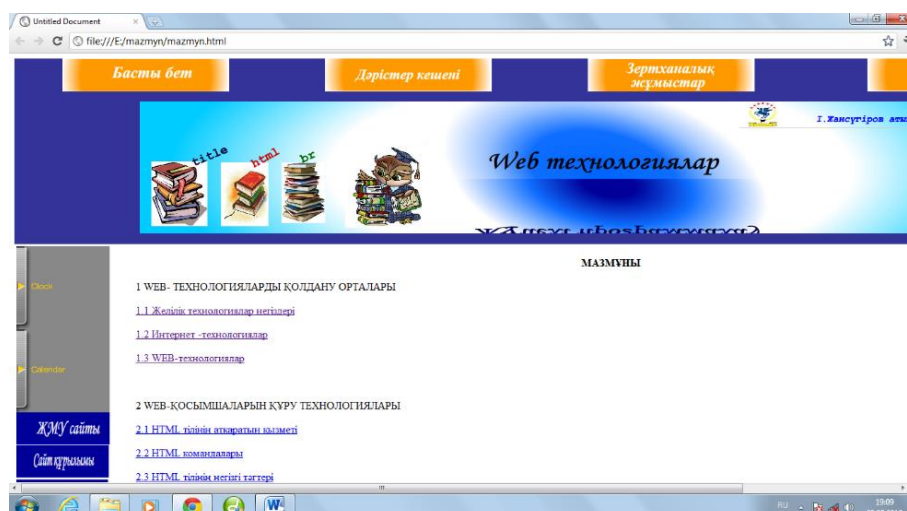 Untitled Document
file:///E:/mazmyn/mazmyn.html
Басты бет
Дәрістер кешені
Зертханалық
жұмыстар
І.Жансүгіров
title
html
br
Web технологиялар
МАЗМҰНЫ
Clock
1 WEB- ТЕХНОЛОГИЯЛАРДЫ ҚОЛДАНУ ОРТАЛАРЫ
1.1 Желілік технологиялар негіздері
1.2 Интернет -технологиялар
1.3 WEB-технологиялар
Calendar
2 WEB-ҚОСЫМШАЛАРЫН ҚҰРУ ТЕХНОЛОГИЯЛАРЫ
ЖМУ сайты
2.1 HTML тілінің атқаратын қызметі
2.2 HTML командалары
Сайт құрылымы
2.3 HTML тілінің негізгі тэгтері
RU
19:09